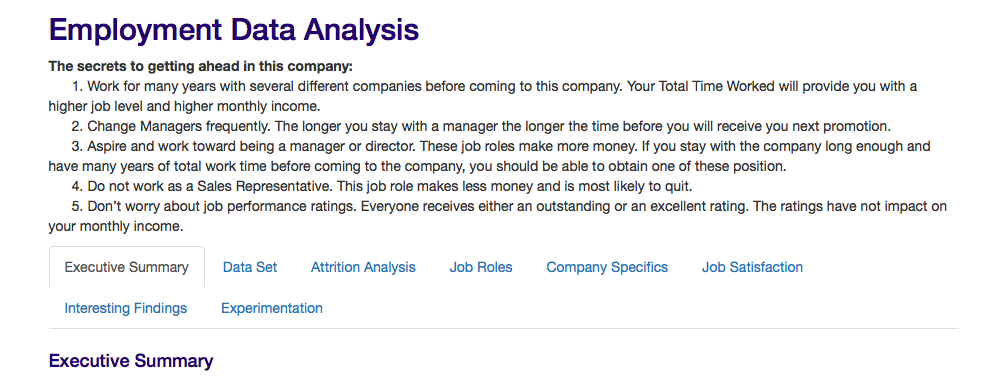 Employment Data Analysis
The secrets to getting ahead in this company:
1. Work for many years with several different companies before coming to this company. Your Total Time Worked will provide you with a
higher job level and higher monthly income.
2. Change Managers frequently. The longer you stay with a manager the longer the time before you will receive you next promotion.
3. Aspire and work toward being a manager or director. These job roles make more money. If you stay with the company long enough and
have many years of total work time before coming to the company, you should be able to obtain one of these position.
4. Do not work as a Sales Representative. This job role makes less money and is most likely to quit.
5. Don’t worry about job performance ratings. Everyone receives either an outstanding or an excellent rating. The ratings have not impact on
your monthly income.
Executive Summary Data Set Attrition Analysis Job Roles Company Specifics Job Satisfaction
Interesting Findings Experimentation
Executive Summary